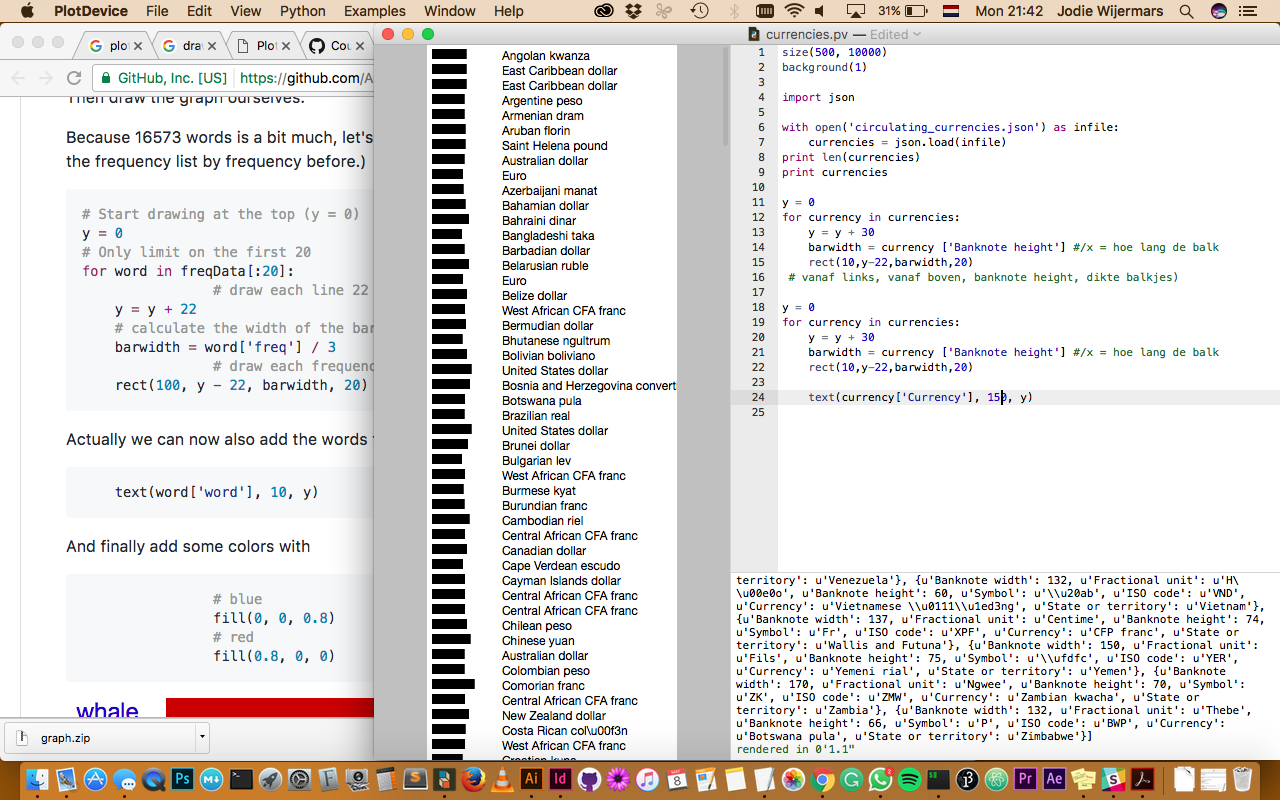 PlotDevice File Edit View Python Examples Window Help 31% Mon 21:42 Jodie Wijermars
plo
dra
Plo
Cou
GitHub, Inc. [US] https://github.com/A
Then draw the graph ourselves.
Because 16573 words is a bit much, let's
the frequency list by frequency before.)
# Start drawing at the top (y = 0)
y = 0
# Only limit on the first 20
for word in freqData[:20]:
# draw each line 22
y = y + 22
# calculate the width of the bar
barwidth = word['freq'] / 3
# draw each frequenc
rect(100, y - 22, barwidth, 20)
Actually we can now also add the words
text(word['word'], 10, y)
And finally add some colors with
# blue
fill(0, 0, 0.8)
# red
fill(0.8, 0, 0)
whale
graph.zip
Angolan kwanza
East Caribbean dollar
East Caribbean dollar
Argentine peso
Armenian dram
Aruban florin
Saint Helena pound
Australian dollar
Euro
Azerbaijani manat
Bahamian dollar
Bahraini dinar
Bangladeshi taka
Barbadian dollar
Belarusian ruble
Euro
Belize dollar
West African CFA franc
Bermudian dollar
Bhutanese ngultrum
Bolivian boliviano
United States dollar
Bosnia and Herzegovina convert
Botswana pula
Brazilian real
United States dollar
Brunei dollar
Bulgarian lev
West African CFA franc
Burmese kyat
Burundian franc
Cambodian riel
Central African CFA franc
Canadian dollar
Cape Verdean escudo
Cayman Islands dollar
Central African CFA franc
Central African CFA franc
Chilean peso
Chinese yuan
Australian dollar
Colombian peso
Comorian franc
Central African CFA franc
New Zealand dollar
Costa Rican col\u00f3n
West African CFA franc
Croatian kuna
currencies.pv — Edited
1 size(500, 10000)
2 background(1)
3
4 import json
5
6 with open('circulating_currencies.json') as infile:
7 currencies = json.load(infile)
8 print len(currencies)
9 print currencies
10
11 y = 0
12 for currency in currencies:
13 y = y + 30
14 barwidth = currency ['Banknote height'] #/x = hoe lang de balk
15 rect(10,y-22,barwidth,20)
16 # vanaf links, vanaf boven, banknote height, dikte balkjes)
17
18 y = 0
19 for currency in currencies:
20 y = y + 30
21 barwidth = currency ['Banknote height'] #/x = hoe lang de balk
22 rect(10,y-22,barwidth,20)
23
24 text(currency['Currency'], 150, y)
25
territory': u'Venezuela'}, {u'Banknote width': 132, u'Fractional unit': u'H\
\u00e0o', u'Banknote height': 60, u'Symbol': u'\\u20ab', u'ISO code': u'VND',
u'Currency': u'Vietnamese \\u0111\\u1ed3ng', u'State or territory': u'Vietnam'},
{u'Banknote width': 137, u'Fractional unit': u'Centime', u'Banknote height': 74,
u'Symbol': u'Fr', u'ISO code': u'XPF', u'Currency': u'CFP franc', u'State or
territory': u'Wallis and Futuna'}, {u'Banknote width': 150, u'Fractional unit':
u'Fils', u'Banknote height': 75, u'Symbol': u'\\ufdfc', u'ISO code': u'YER',
u'Currency': u'Yemeni rial', u'State or territory': u'Yemen'}, {u'Banknote
width': 170, u'Fractional unit': u'Ngwee', u'Banknote height': 70, u'Symbol':
u'ZK', u'ISO code': u'ZMW', u'Currency': u'Zambian kwacha', u'State or
territory': u'Zambia'}, {u'Banknote width': 132, u'Fractional unit': u'Thebe',
u'Banknote height': 66, u'Symbol': u'P', u'ISO code': u'BWP', u'Currency':
u'Botswana pula', u'State or territory': u'Zimbabwe'}]
rendered in 0'1.1"
Ps
M
S
Ai
Id
8
2
Pr
Ae